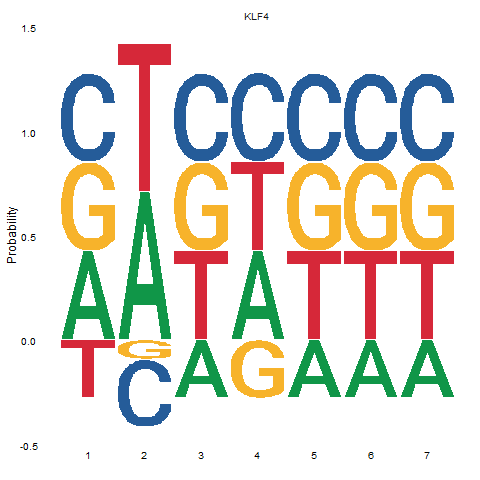 KLF4
1.5
1.0
0.5
0.0
-0.5
Probability
C T C C C C C
G A G T G G G
A G T A T T T
T C A G A A A
1 2 3 4 5 6 7